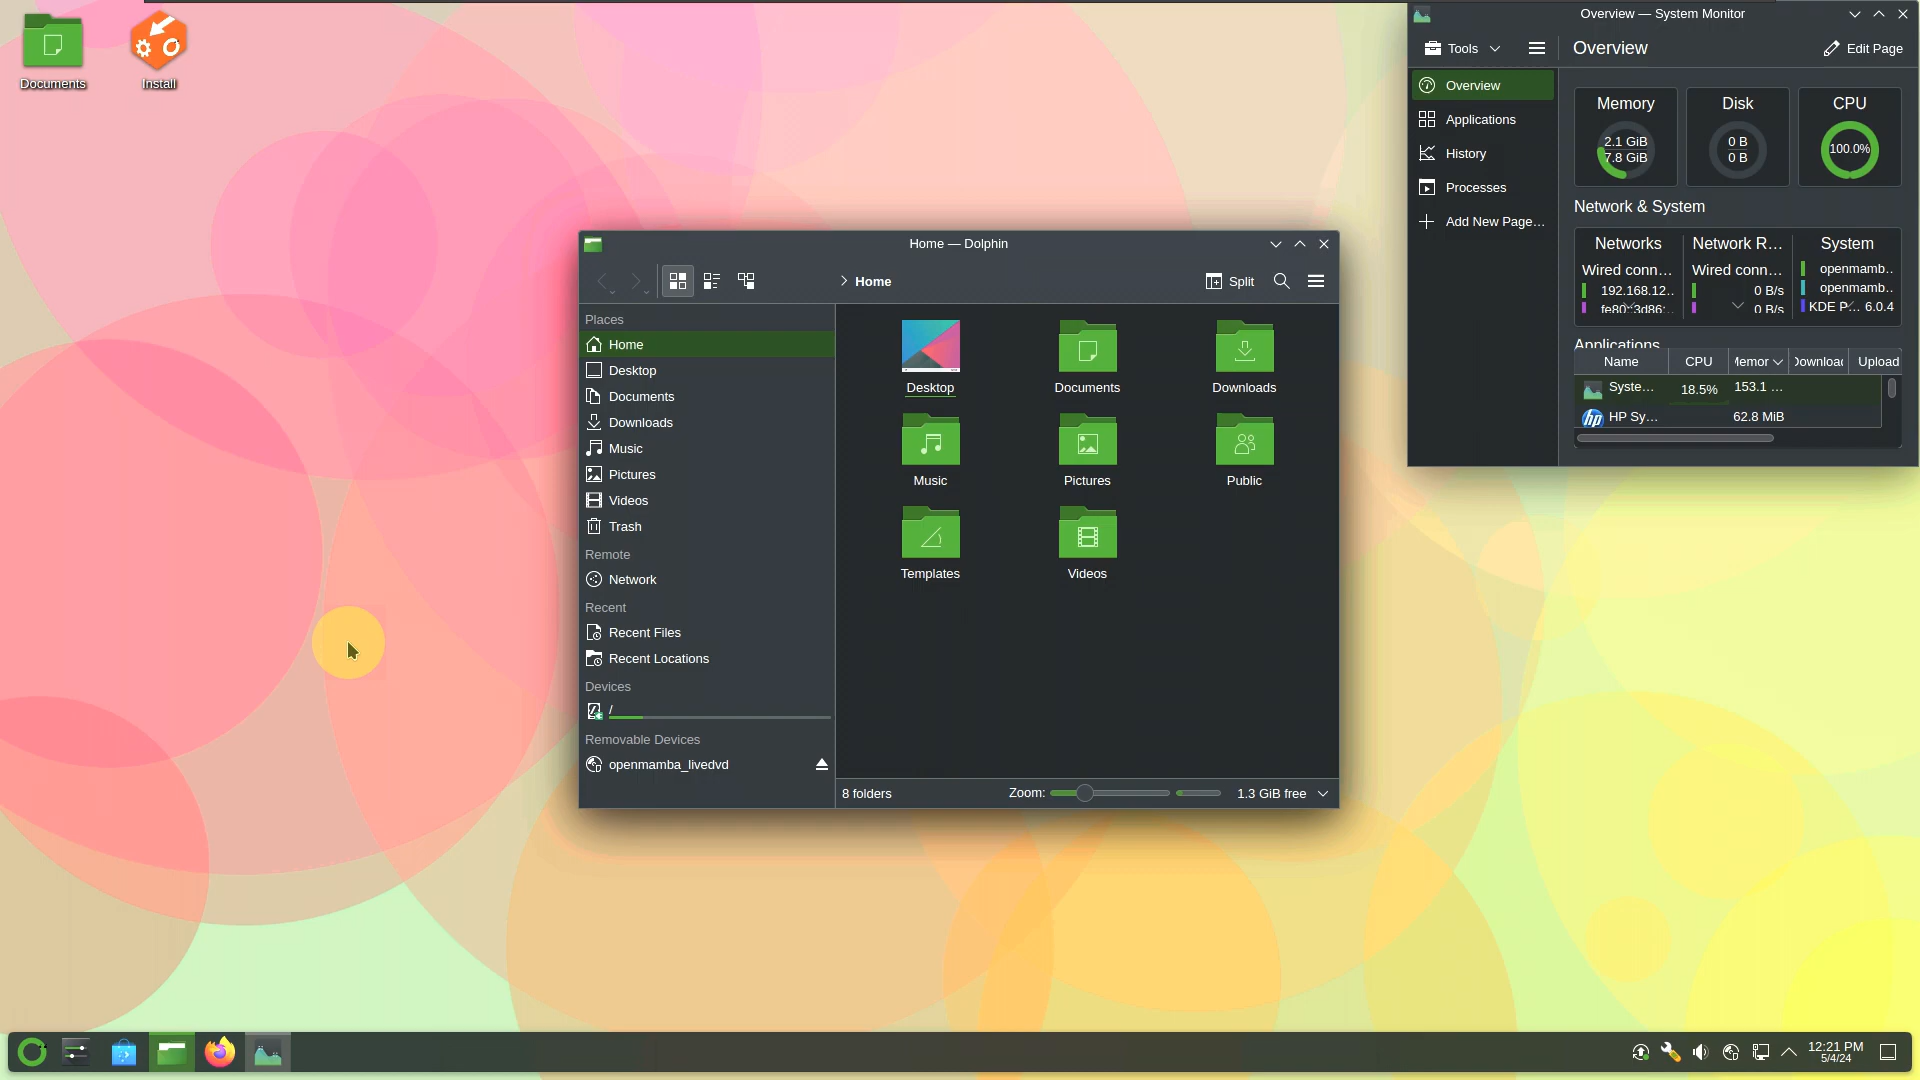 Documents
Install
Overview — System Monitor
Tools
Overview
Edit Page
Overview
Applications
History
Processes
Add New Page...
Memory
2.1 GiB
7.8 GiB
Disk
0 B
0 B
CPU
100.0%
Network & System
Networks
Wired conn...
192.168.12..
fe80::3d86:..
Network R...
Wired conn...
0 B/s
0 B/s
System
openmamb..
openmamb..
KDE P... 6.0.4
Applications
Name CPU Memor Download Upload
Syste... 18.5% 153.1 ...
HP Sy... 62.8 MiB
Home — Dolphin
Home
Split
Places
Home
Desktop
Documents
Downloads
Music
Pictures
Videos
Trash
Remote
Network
Recent
Recent Files
Recent Locations
Devices
/
Removable Devices
openmamba_livedvd
Desktop
Documents
Downloads
Music
Pictures
Public
Templates
Videos
8 folders
Zoom:
1.3 GiB free
12:21 PM
5/4/24